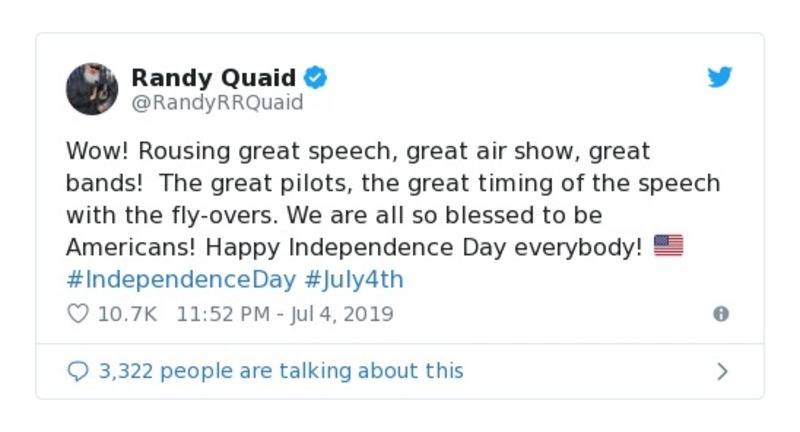 Randy Quaid
@RandyRRQuaid
Wow! Rousing great speech, great air show, great
bands!  The great pilots, the great timing of the speech
with the fly-overs. We are all so blessed to be
Americans! Happy Independence Day everybody! 🇺🇸
#IndependenceDay #July4th
10.7K 11:52 PM - Jul 4, 2019
3,322 people are talking about this